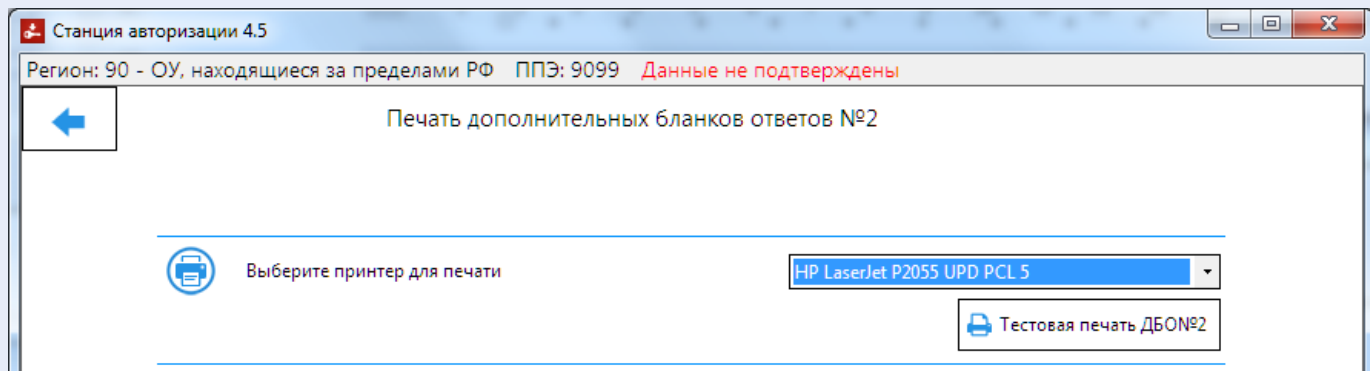 Станция авторизации 4.5
Регион: 90 - ОУ, находящиеся за пределами РФ ППЭ: 9099 Данные не подтверждены
Печать дополнительных бланков ответов №2
Выберите принтер для печати
HP LaserJet P2055 UPD PCL 5
Тестовая печать ДБО№2